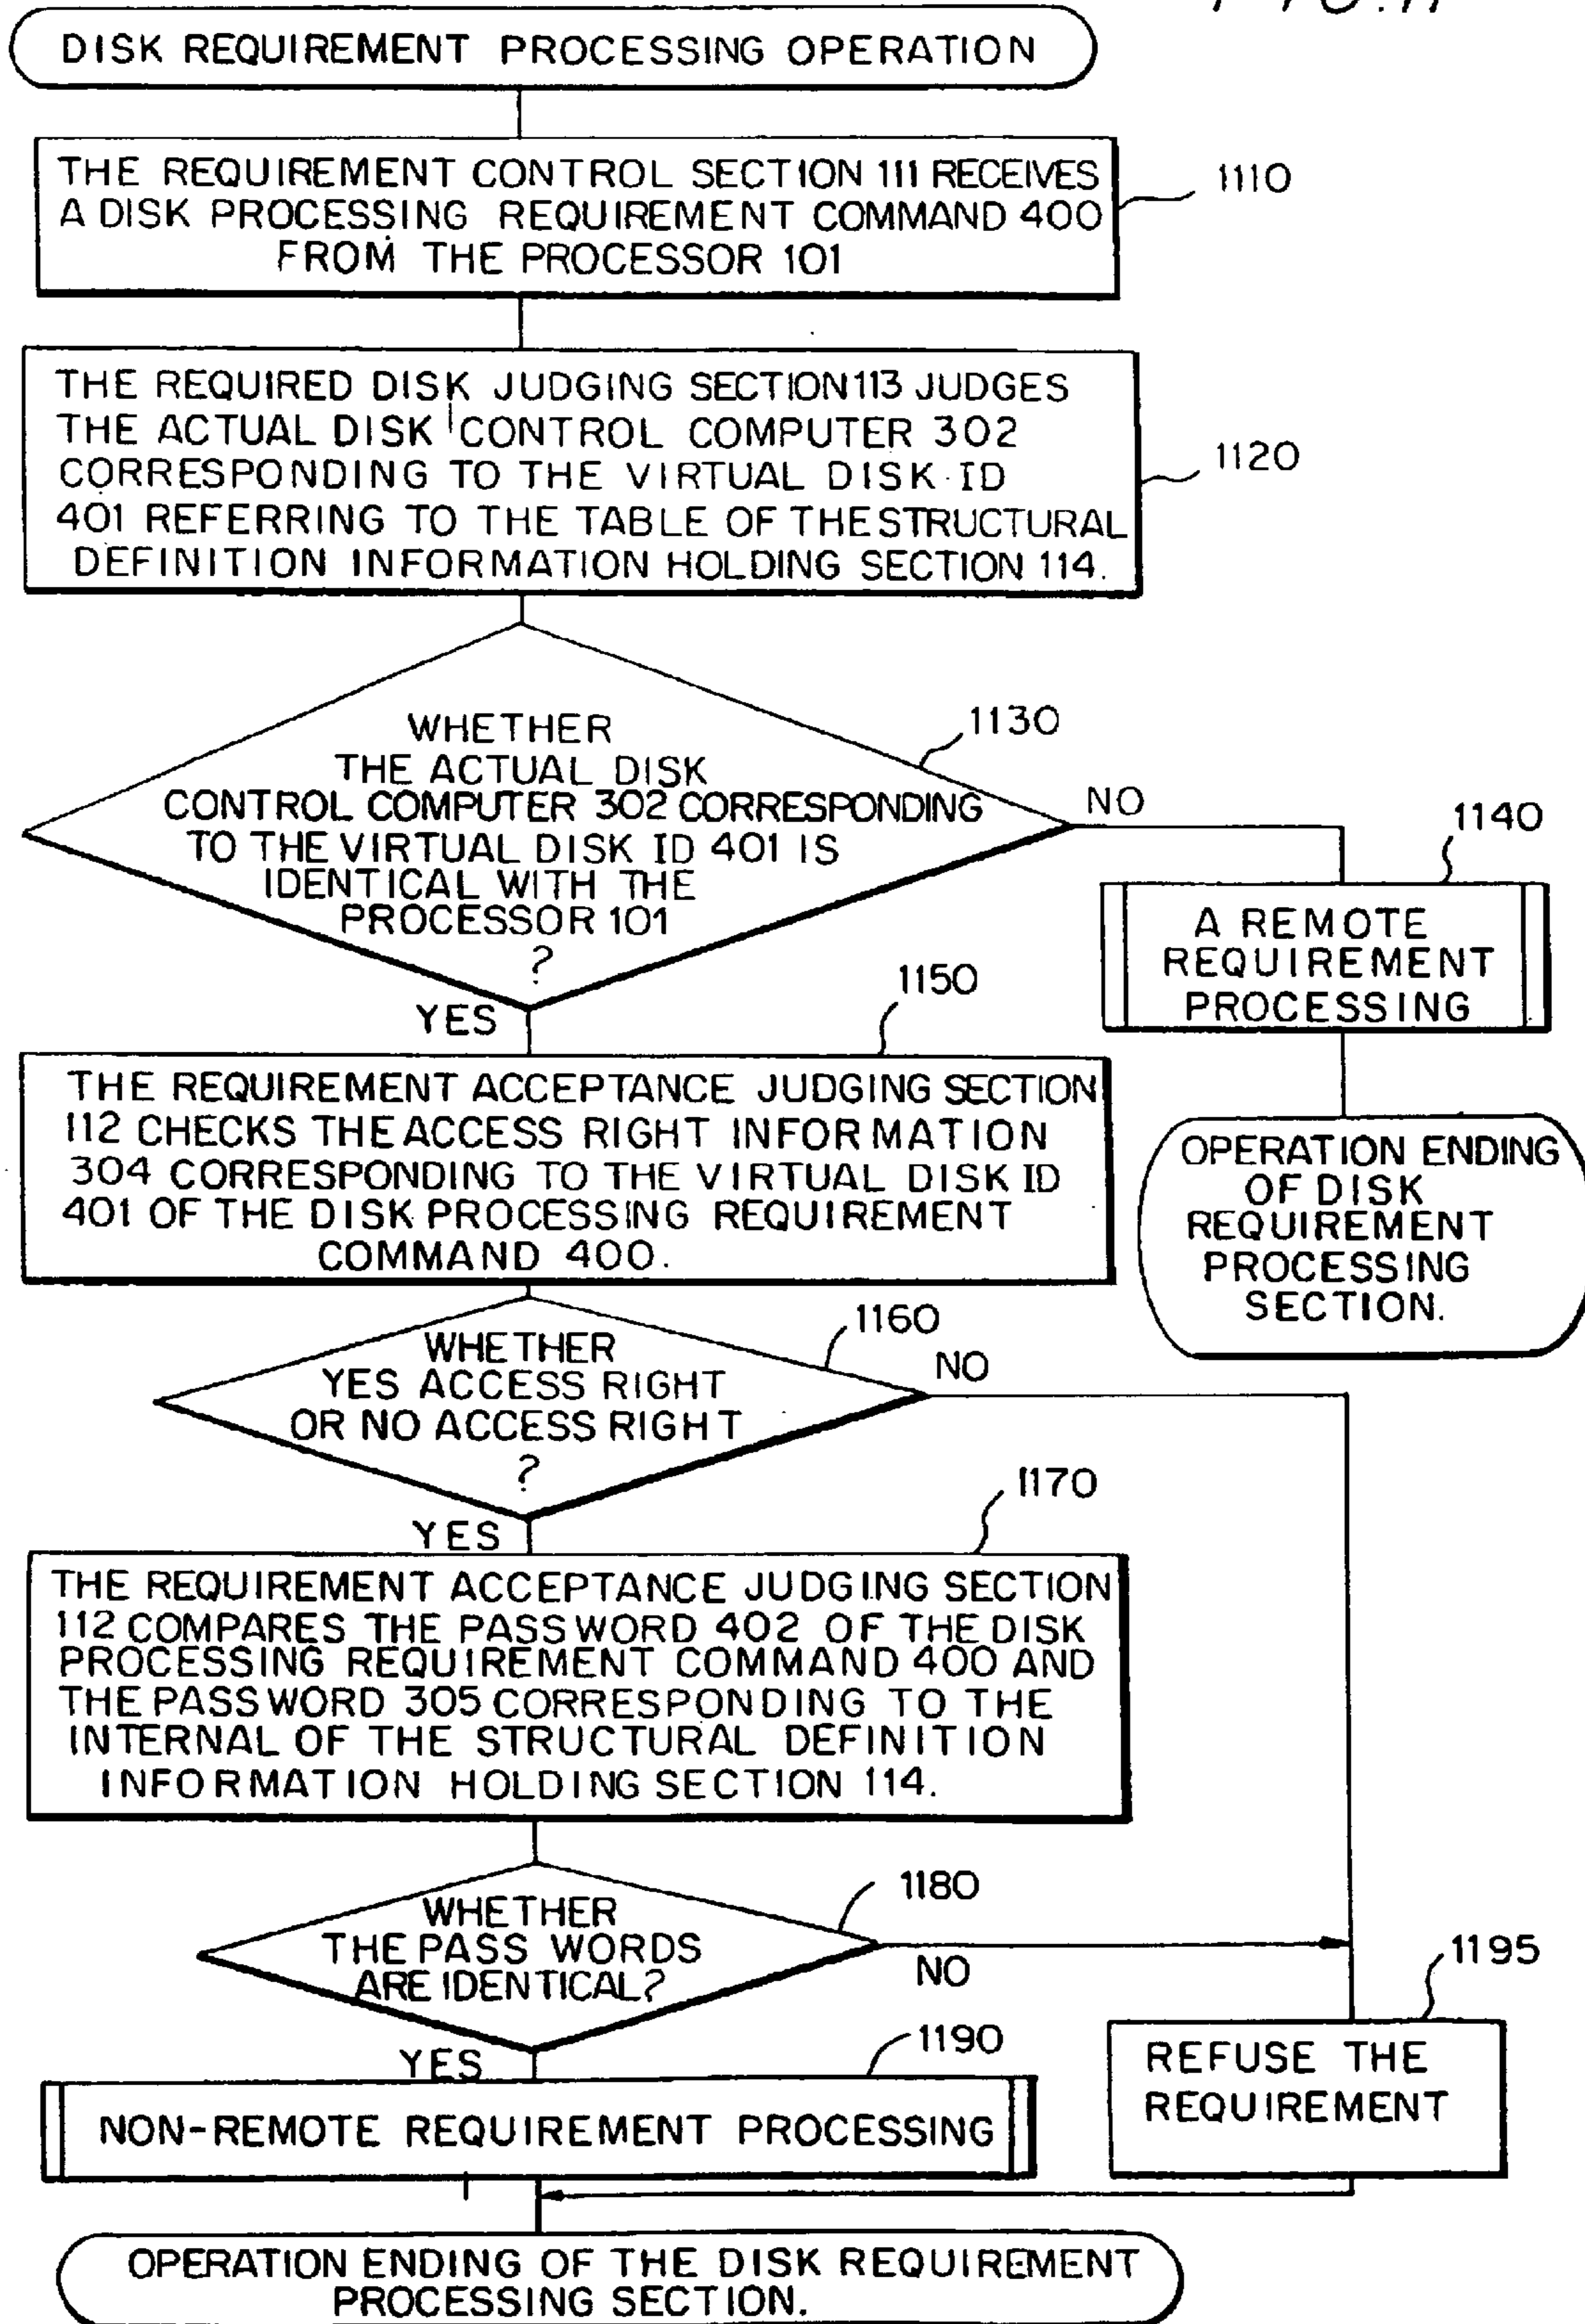 FIG. 11
DISK REQUIREMENT PROCESSING OPERATION
THE REQUIREMENT CONTROL SECTION 111 RECEIVES
A DISK PROCESSING REQUIREMENT COMMAND 400
FROM THE PROCESSOR 101
1110
THE REQUIRED DISK JUDGING SECTION 113 JUDGES
THE ACTUAL DISK CONTROL COMPUTER 302
CORRESPONDING TO THE VIRTUAL DISK ID
401 REFERRING TO THE TABLE OF THE STRUCTURAL
DEFINITION INFORMATION HOLDING SECTION 114.
1120
WHETHER
THE ACTUAL DISK
CONTROL COMPUTER 302 CORRESPONDING
TO THE VIRTUAL DISK ID 401 IS
IDENTICAL WITH THE
PROCESSOR 101
?
1130
NO
1140
A REMOTE
REQUIREMENT
PROCESSING
YES
1150
THE REQUIREMENT ACCEPTANCE JUDGING SECTION
112 CHECKS THE ACCESS RIGHT INFORMATION
304 CORRESPONDING TO THE VIRTUAL DISK ID
401 OF THE DISK PROCESSING REQUIREMENT
COMMAND 400.
OPERATION ENDING
OF DISK
REQUIREMENT
PROCESSING
SECTION.
WHETHER
YES ACCESS RIGHT
OR NO ACCESS RIGHT
?
1160
NO
YES
1170
THE REQUIREMENT ACCEPTANCE JUDGING SECTION
112 COMPARES THE PASS WORD 402 OF THE DISK
PROCESSING REQUIREMENT COMMAND 400 AND
THE PASS WORD 305 CORRESPONDING TO THE
INTERNAL OF THE STRUCTURAL DEFINITION
INFORMATION HOLDING SECTION 114.
WHETHER
THE PASS WORDS
ARE IDENTICAL?
1180
NO
YES
1190
NON-REMOTE REQUIREMENT PROCESSING
1195
REFUSE THE
REQUIREMENT
OPERATION ENDING OF THE DISK REQUIREMENT
PROCESSING SECTION.